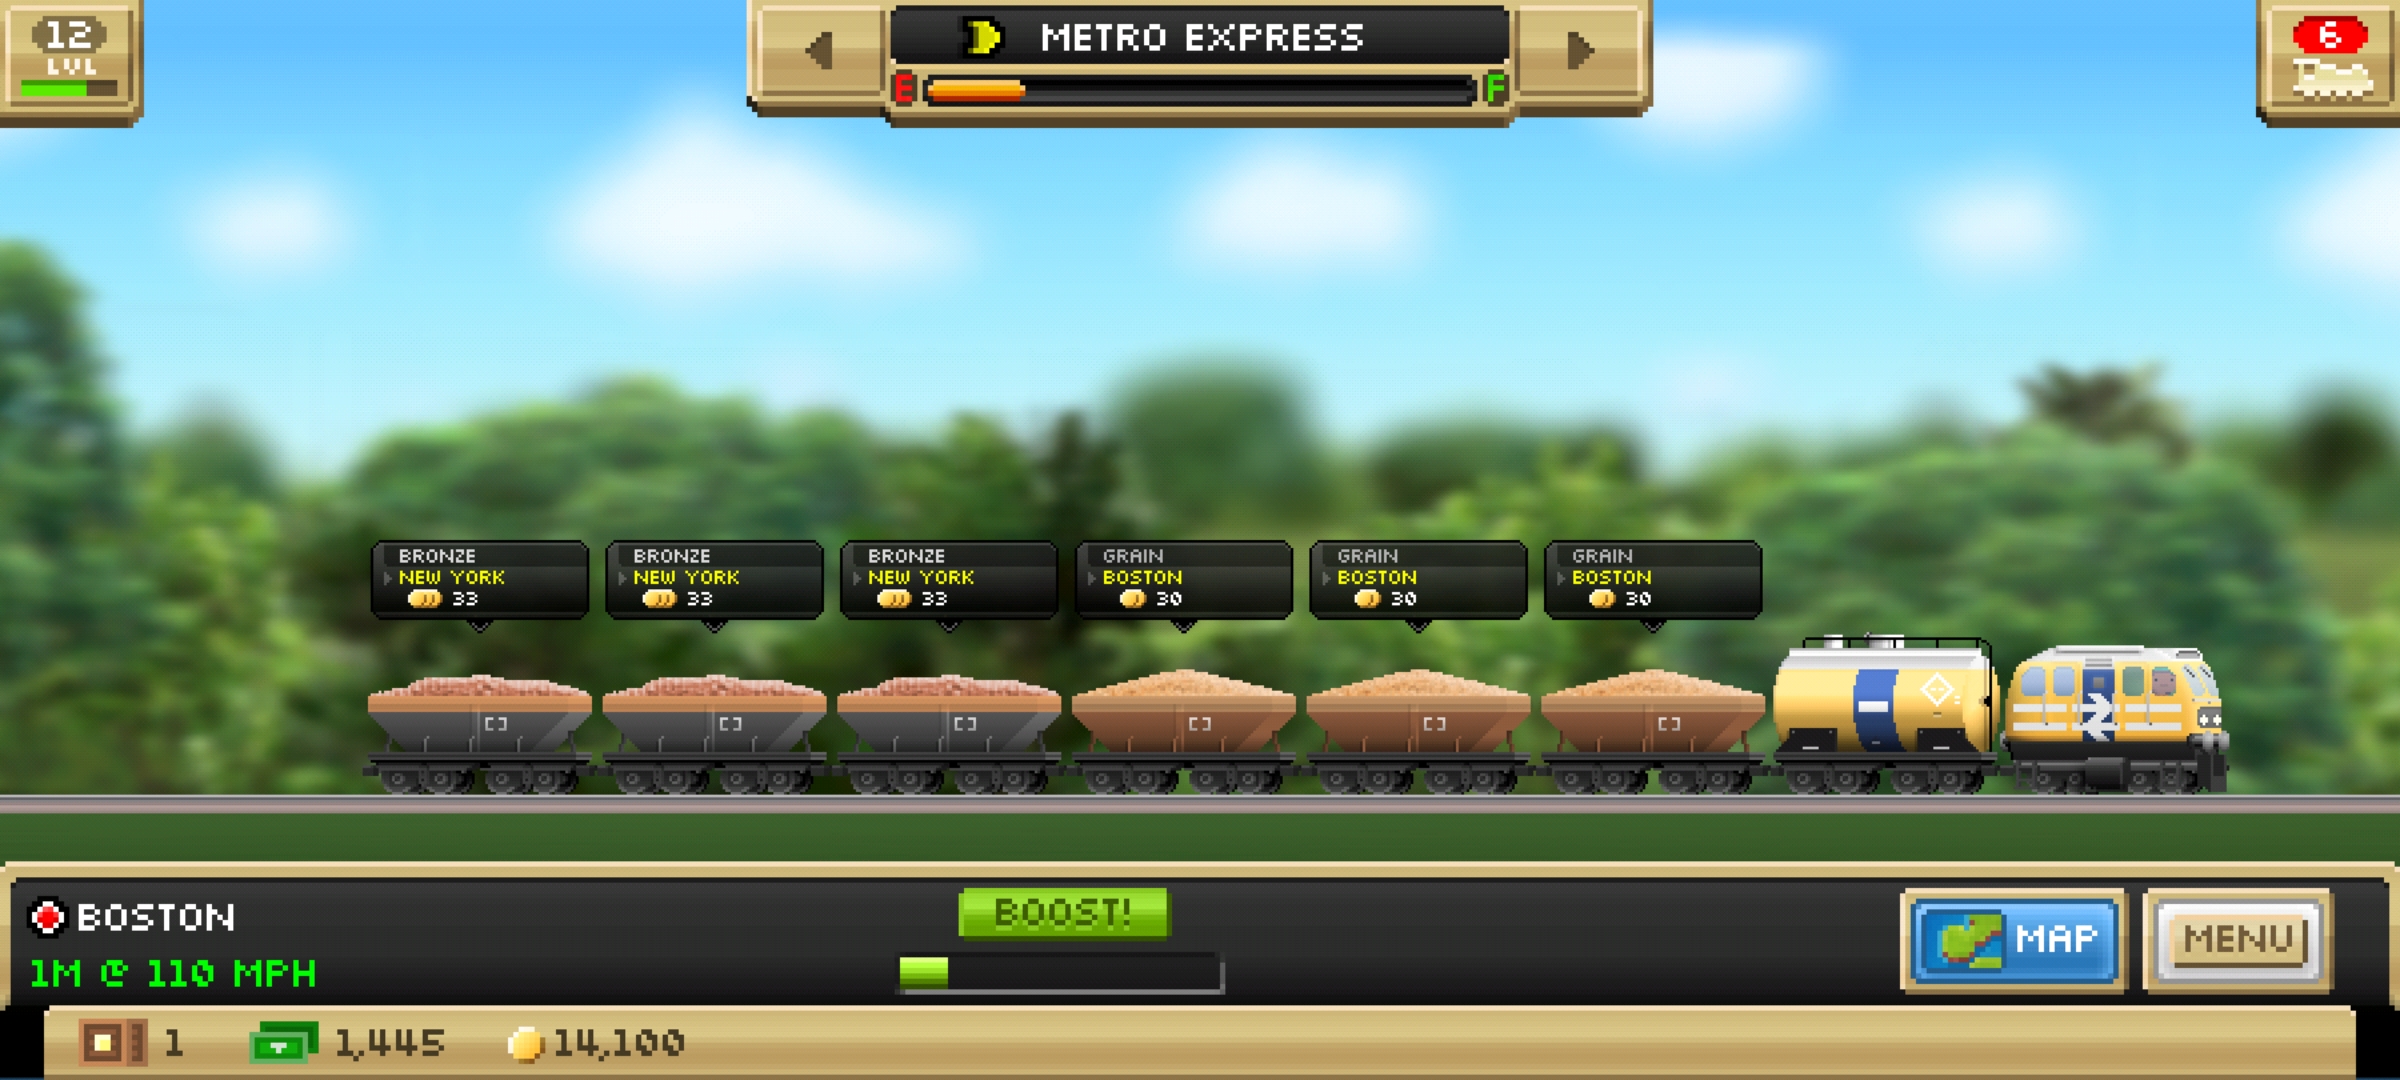 12
LVL
METRO EXPRESS
E F
6
BRONZE
NEW YORK
33
BRONZE
NEW YORK
33
BRONZE
NEW YORK
33
GRAIN
BOSTON
30
GRAIN
BOSTON
30
GRAIN
BOSTON
30
BOSTON
1M @ 110 MPH
BOOST!
MAP
MENU
1
1,445
14,100